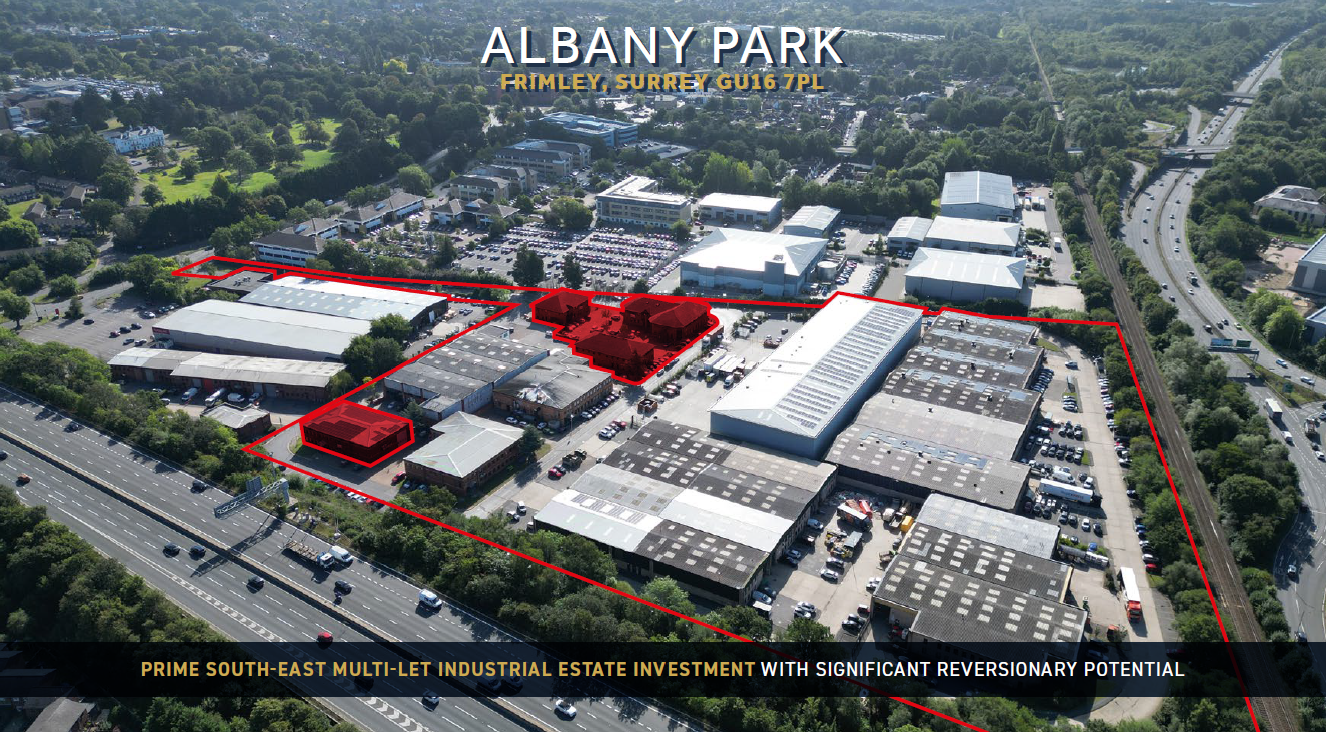 ALBANY PARK
FRIMLEY, SURREY GU16 7PL
PRIME SOUTH-EAST MULTI-LET INDUSTRIAL ESTATE INVESTMENT WITH SIGNIFICANT REVERSIONARY POTENTIAL